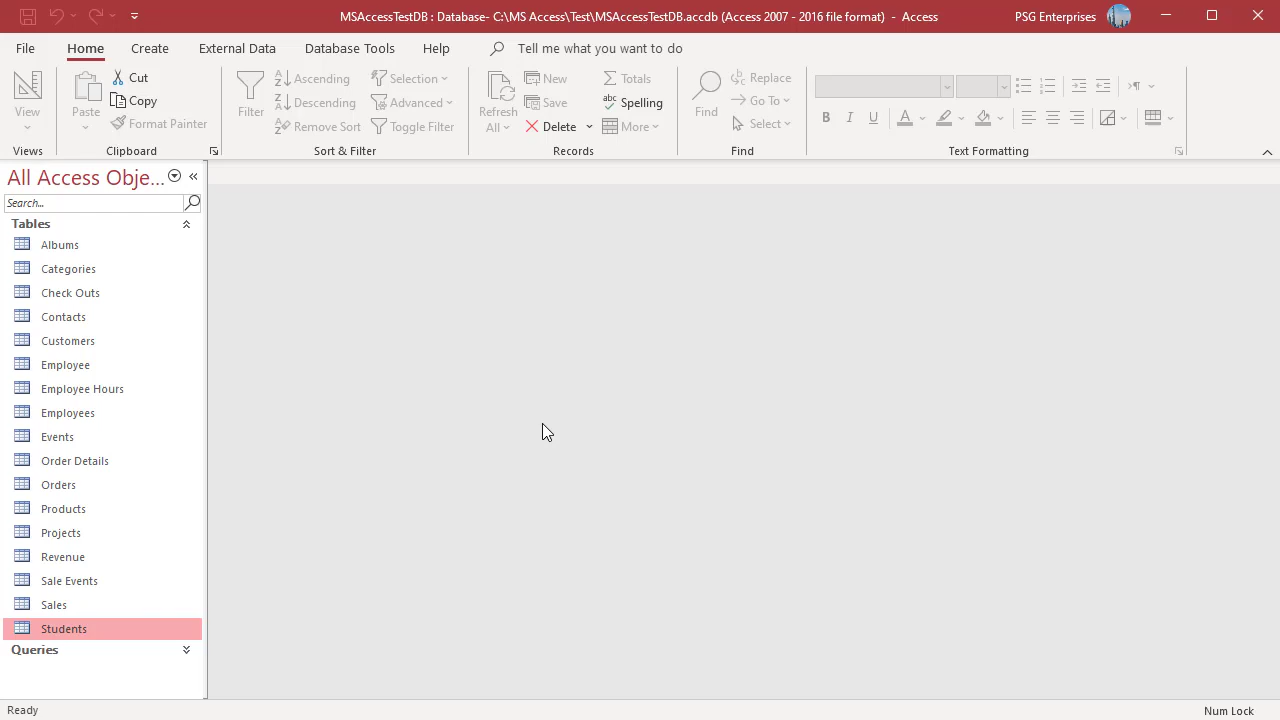 MSAccessTestDB : Database- C:\MS Access\Test\MSAccessTestDB.accdb (Access 2007 - 2016 file format) - Access
PSG Enterprises
File Home Create External Data Database Tools Help Tell me what you want to do
View
Views
Paste
Cut
Copy
Format Painter
Clipboard
Filter
Ascending
Descending
Remove Sort
Selection
Advanced
Toggle Filter
Sort & Filter
Refresh
All
New
Save
Delete
Totals
abc
Spelling
More
Records
Find
Replace
Go To
Select
Find
B I U A
Text Formatting
All Access Obje...
Search...
Tables
Albums
Categories
Check Outs
Contacts
Customers
Employee
Employee Hours
Employees
Events
Order Details
Orders
Products
Projects
Revenue
Sale Events
Sales
Students
Queries
Ready
Num Lock